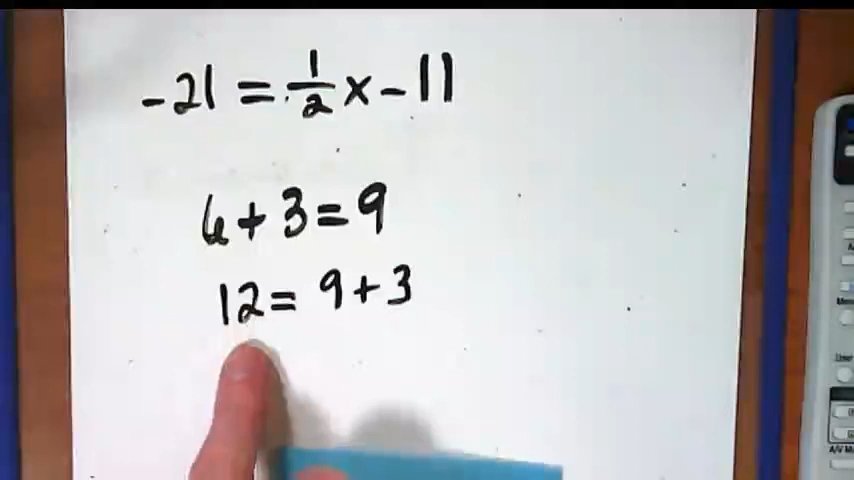 -21 = 1/2 x - 11
6 + 3 = 9
12 = 9 + 3